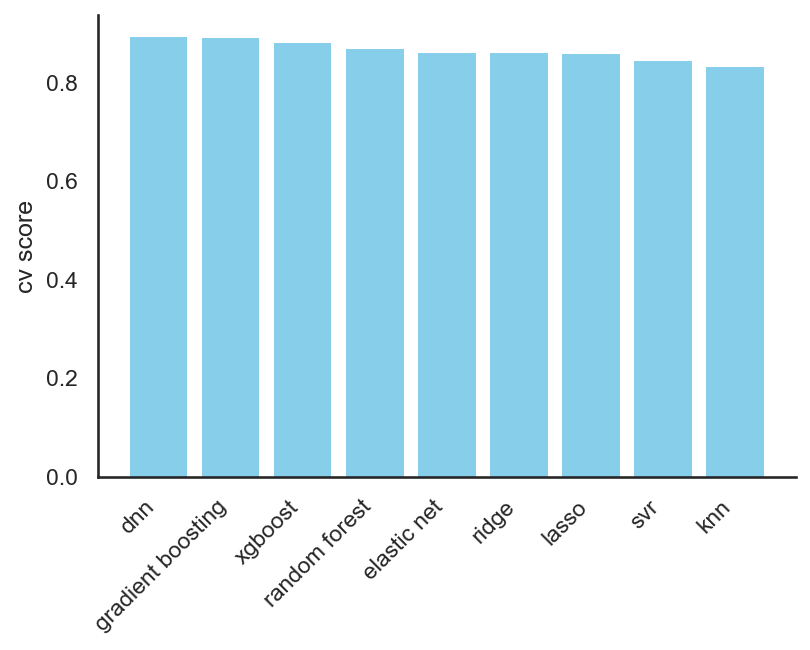 cv score
0.8
0.6
0.4
0.2
0.0
dnn
gradient boosting
xgboost
random forest
elastic net
ridge
lasso
svr
knn